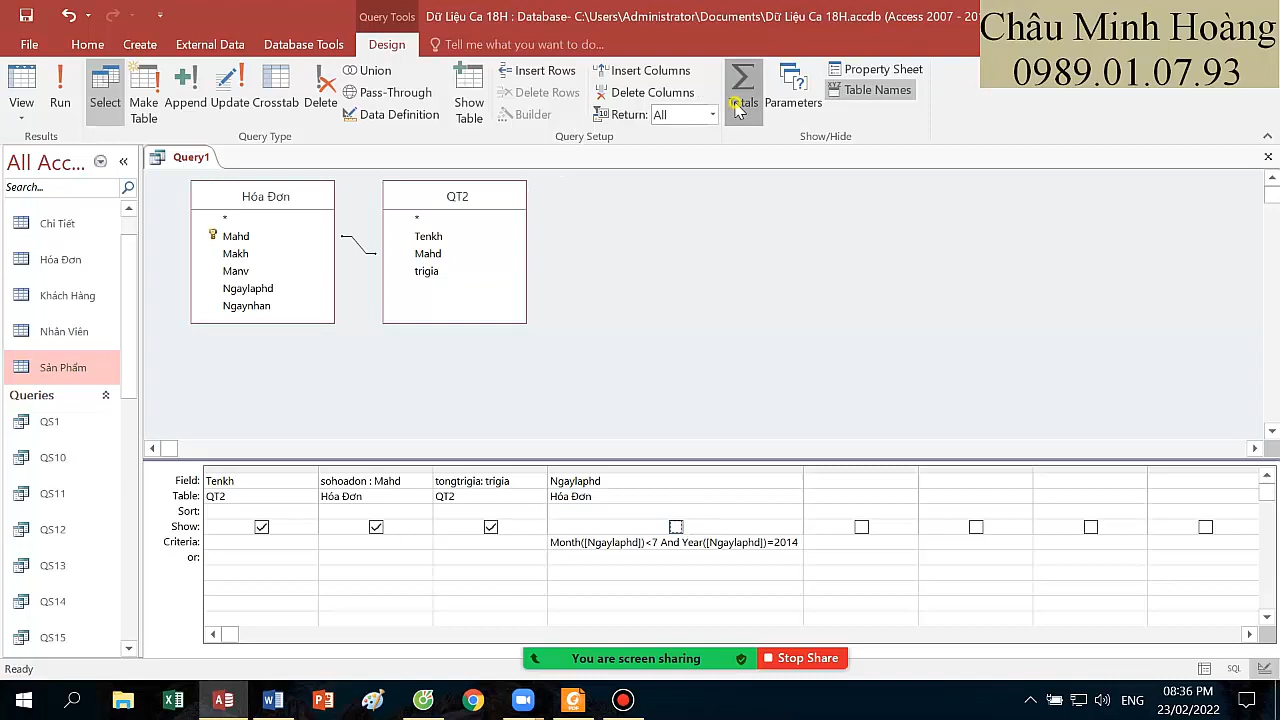 Query Tools
Dữ Liệu Ca 18H : Database- C:\Users\Administrator\Documents\Dữ Liệu Ca 18H.accdb (Access 2007 - 20
Châu Minh Hoàng
0989.01.07.93
File
Home
Create
External Data
Database Tools
Design
Tell me what you want to do...
View
Run
Select
Make Table
Append
Update
Crosstab
Delete
Union
Pass-Through
Data Definition
Show Table
Insert Rows
Delete Rows
Builder
Insert Columns
Delete Columns
Return: All
Totals
Parameters
Property Sheet
Table Names
Results
Query Type
Query Setup
Show/Hide
All Acc...
Search...
Query1
Chi Tiết
Hóa Đơn
Khách Hàng
Nhân Viên
Sản Phẩm
Queries
QS1
QS10
QS11
QS12
QS13
QS14
QS15
Hóa Đơn
*
Mahd
Makh
Manv
Ngaylaphd
Ngaynhan
QT2
*
Tenkh
Mahd
trigia
Field: Tenkh sohoadon : Mahd tongtrigia: trigia Ngaylaphd
Table: QT2 Hóa Đơn QT2 Hóa Đơn
Sort:
Show:
Criteria: Month([Ngaylaphd])<7 And Year([Ngaylaphd])=2014
or:
You are screen sharing
Stop Share
Ready
SQL
ENG
08:36 PM
23/02/2022